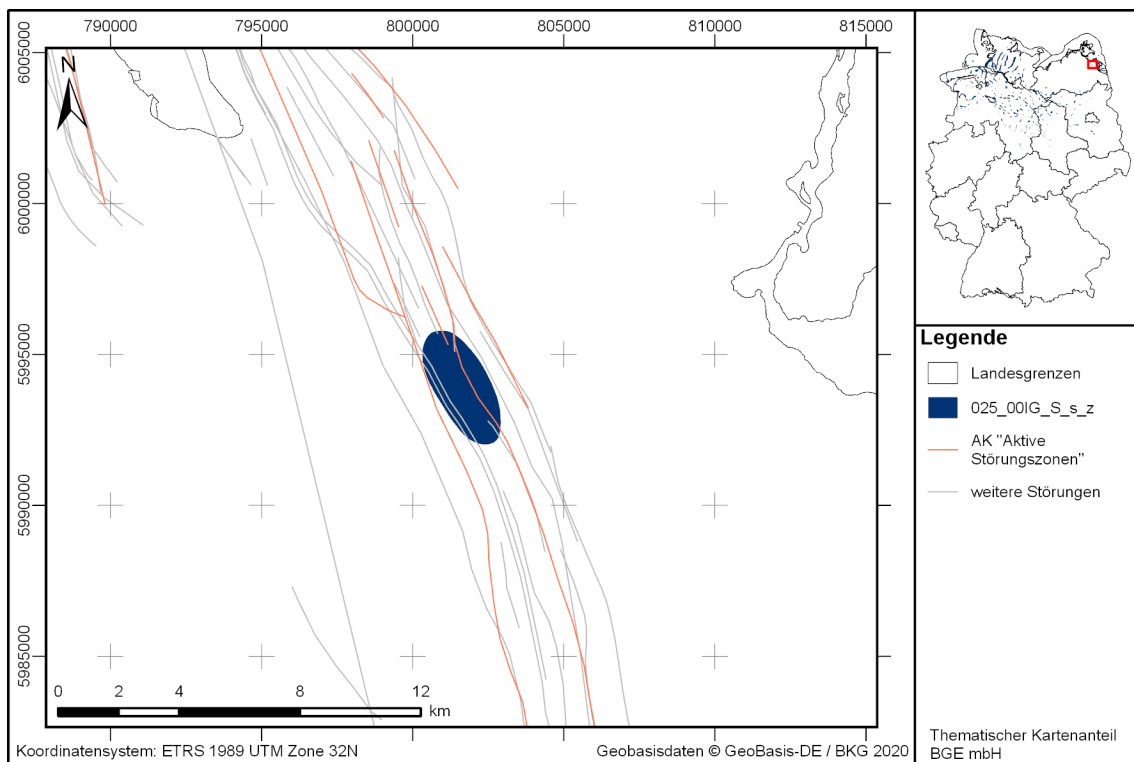 790000 795000 800000 805000 810000 815000
6005000
6000000
5995000
5990000
5985000
N
0 2 4 8 12
km
Koordinatensystem: ETRS 1989 UTM Zone 32N
Geobasisdaten © GeoBasis-DE / BKG 2020
Legende
Landesgrenzen
025_00IG_S_s_z
AK "Aktive
Störungszonen"
weitere Störungen
Thematischer Kartenanteil
BGE mbH